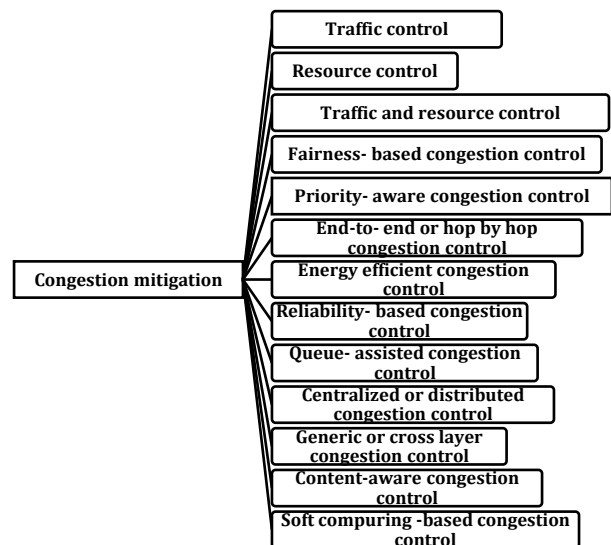 Traffic control
Resource control
Traffic and resource control
Fairness- based congestion control
Priority- aware congestion control
End-to- end or hop by hop
congestion control
Congestion mitigation
Energy efficient congestion
control
Reliability- based congestion
control
Queue- assisted congestion
control
Centralized or distributed
congestion control
Generic or cross layer
congestion control
Content-aware congestion
control
Soft compuring -based congestion
control